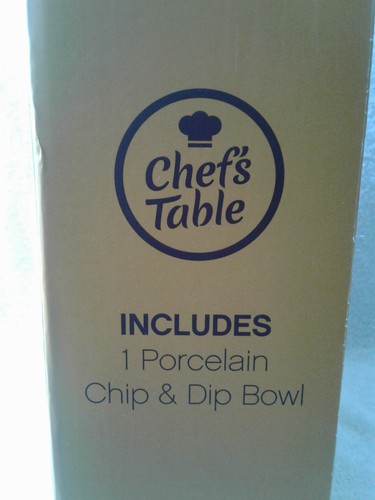 Chef's
Table
INCLUDES
1 Porcelain
Chip & Dip Bowl